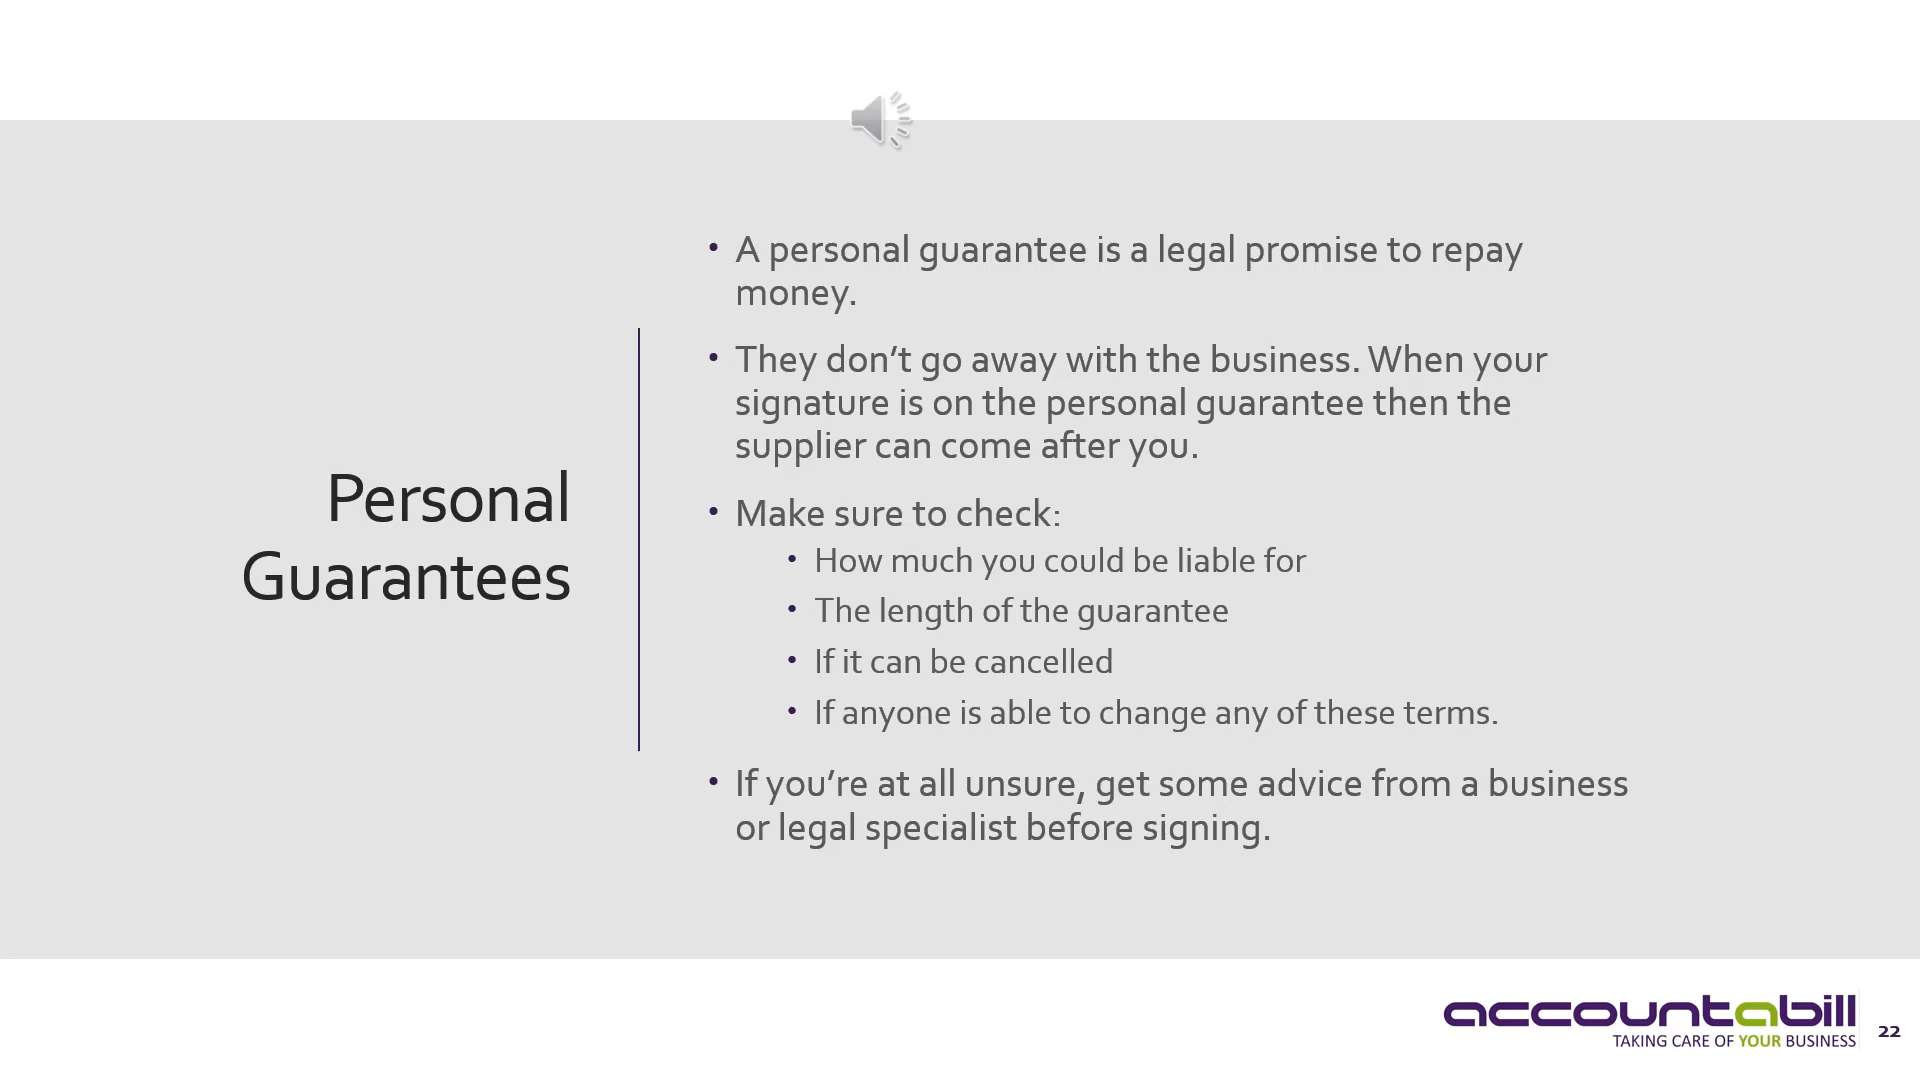 Personal
Guarantees
• A personal guarantee is a legal promise to repay
money.
• They don’t go away with the business. When your
signature is on the personal guarantee then the
supplier can come after you.
• Make sure to check:
• How much you could be liable for
• The length of the guarantee
• If it can be cancelled
• If anyone is able to change any of these terms.
• If you’re at all unsure, get some advice from a business
or legal specialist before signing.
accountabill
TAKING CARE OF YOUR BUSINESS
22